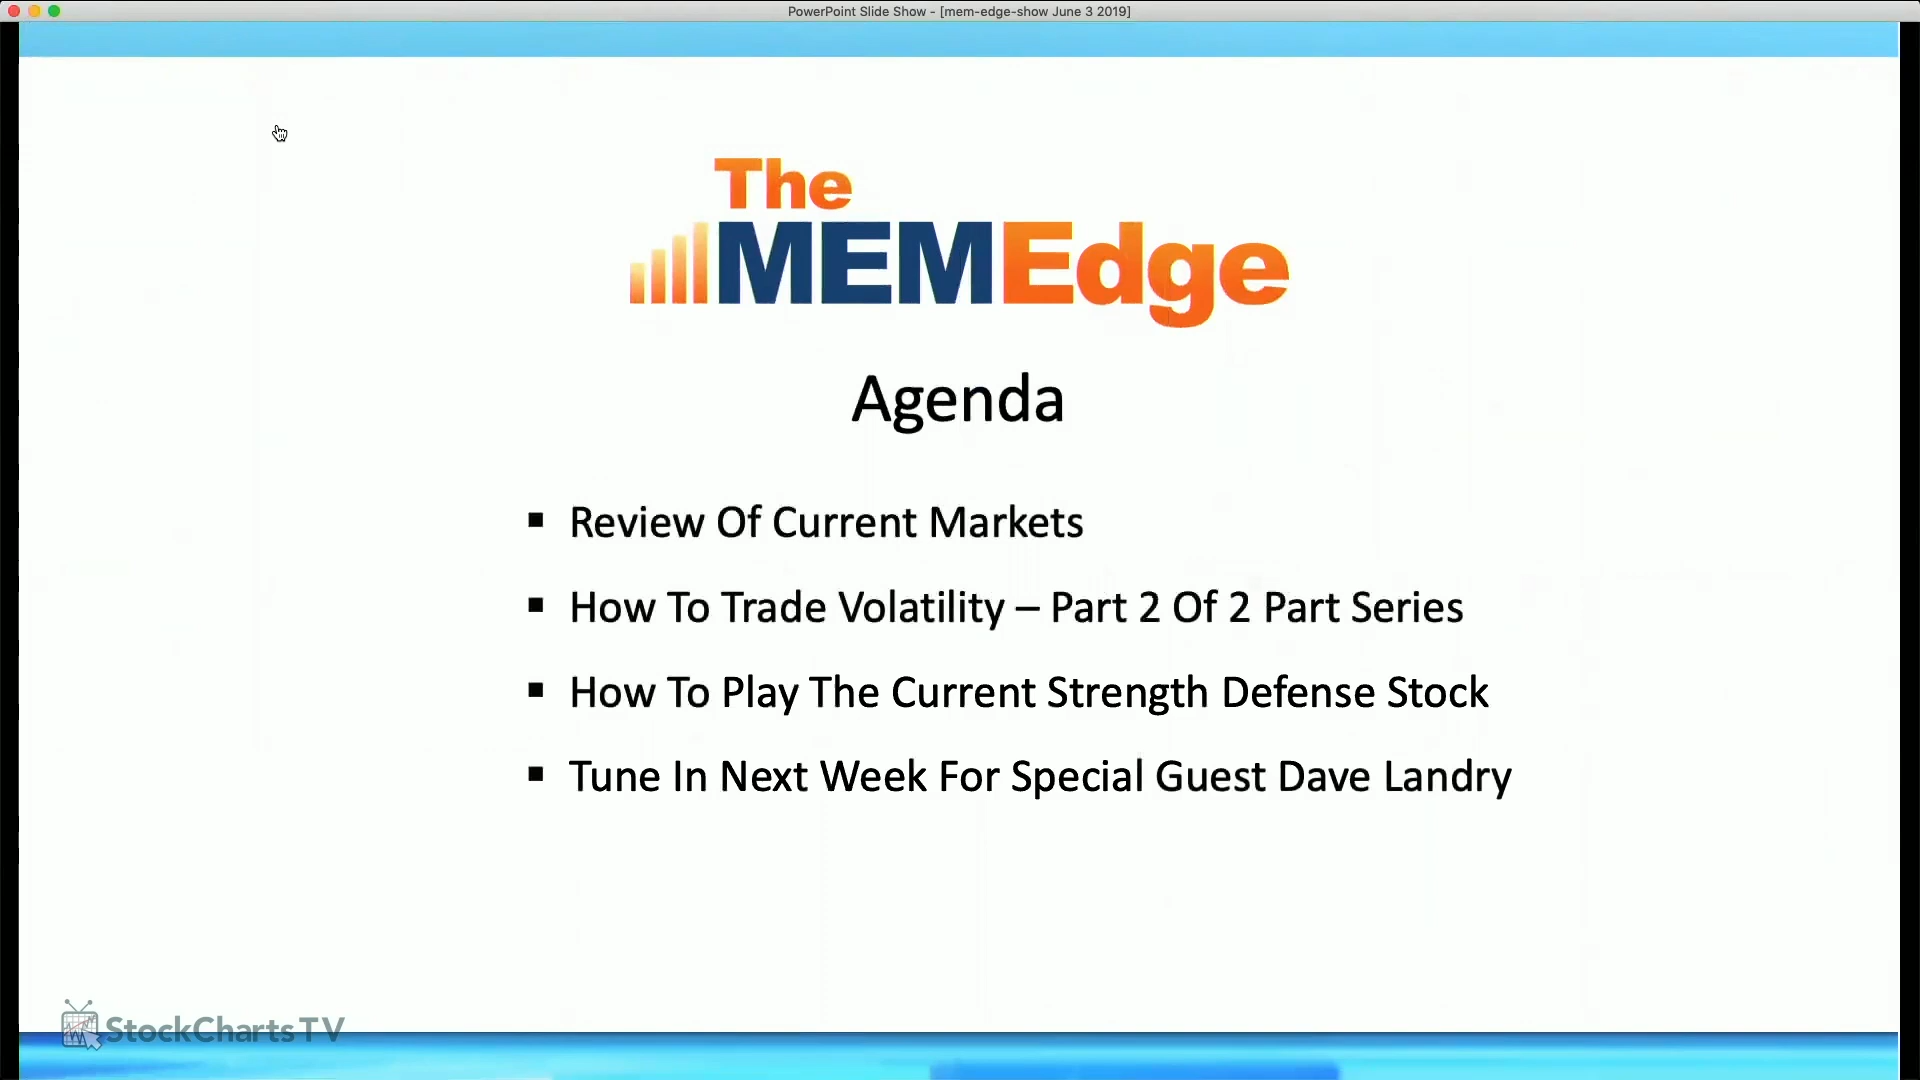 PowerPoint Slide Show - [mem-edge-show June 3 2019]
The
MEMEdge
Agenda
▪ Review Of Current Markets
▪ How To Trade Volatility – Part 2 Of 2 Part Series
▪ How To Play The Current Strength Defense Stock
▪ Tune In Next Week For Special Guest Dave Landry
StockChartsTV